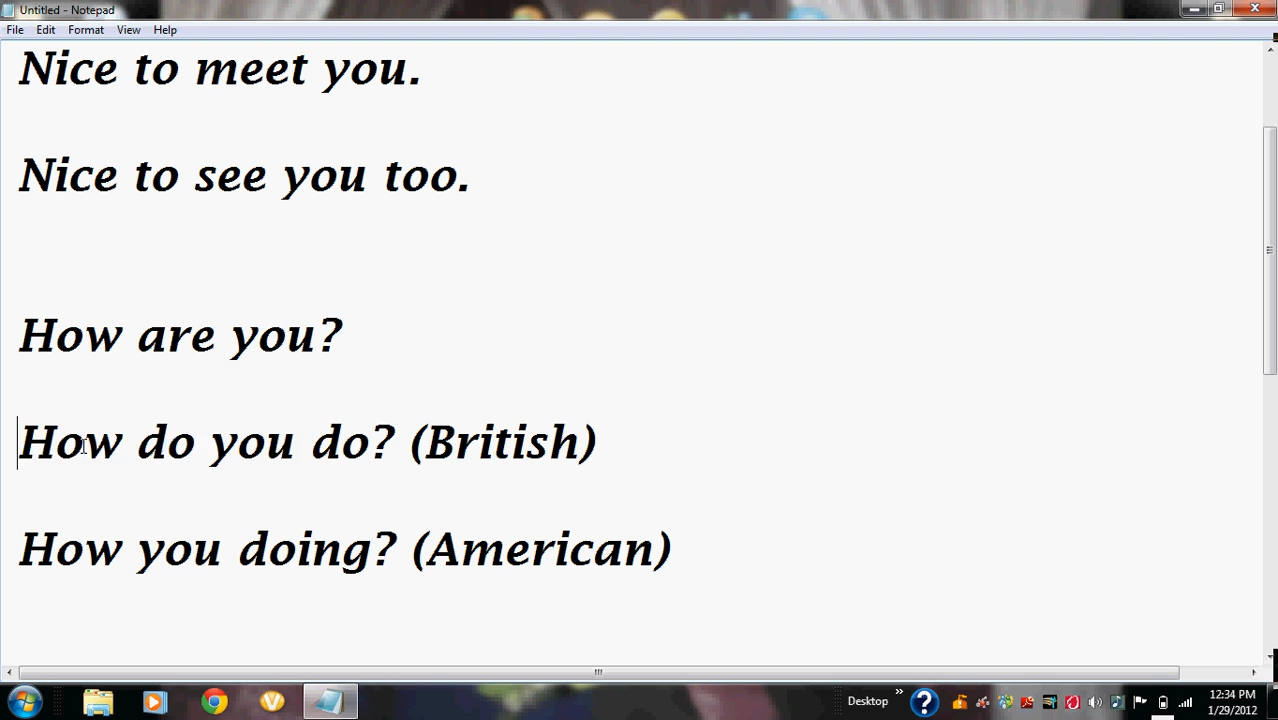 Untitled - Notepad
File Edit Format View Help
Nice to meet you.
Nice to see you too.
How are you?
How do you do? (British)
How you doing? (American)
Desktop
12:34 PM
1/29/2012